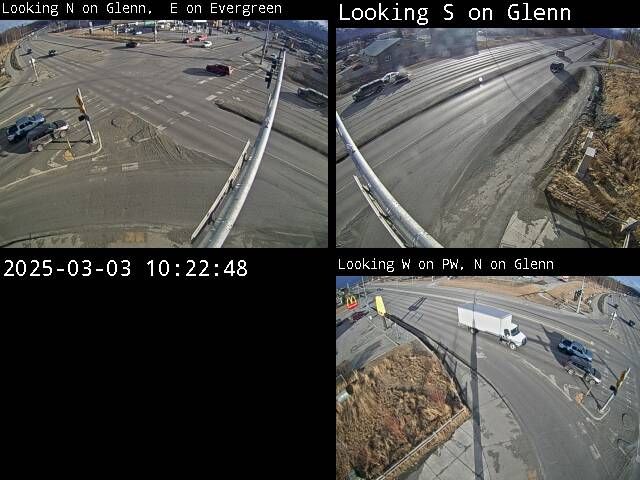 Looking N on Glenn, E on Evergreen
Looking S on Glenn
2025-03-03 10:22:48
Looking W on PW, N on Glenn